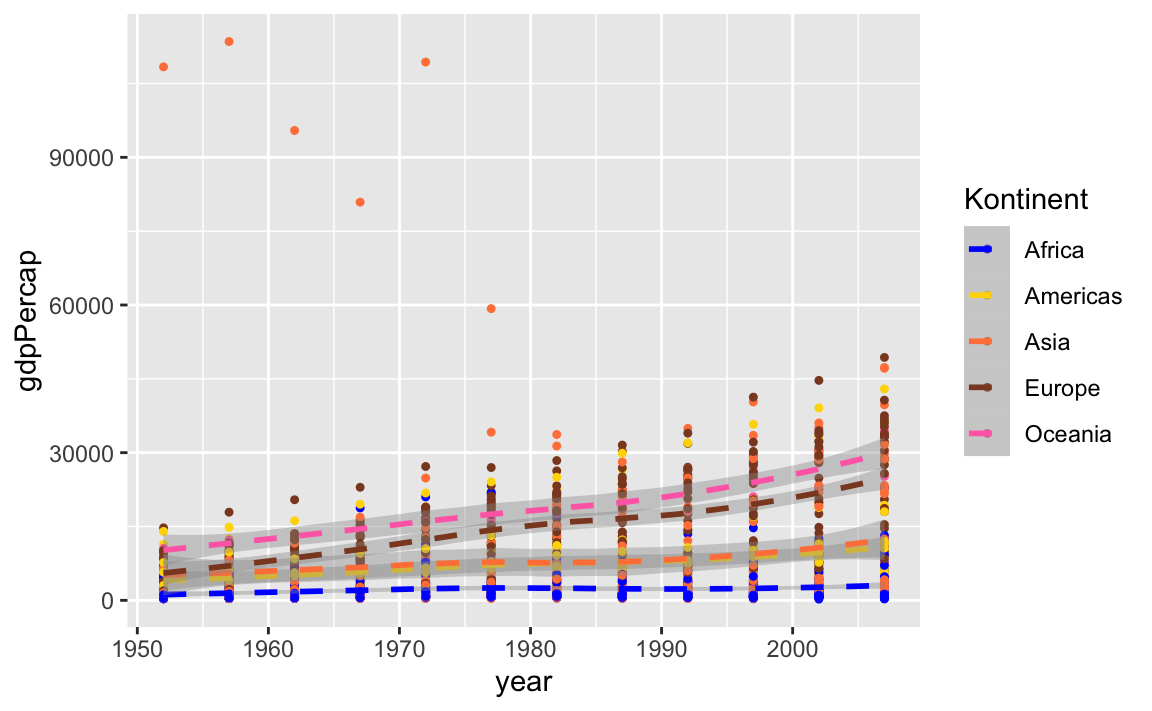 gdpPercap
90000
60000
30000
0
1950 1960 1970 1980 1990 2000
year
Kontinent
Africa
Americas
Asia
Europe
Oceania